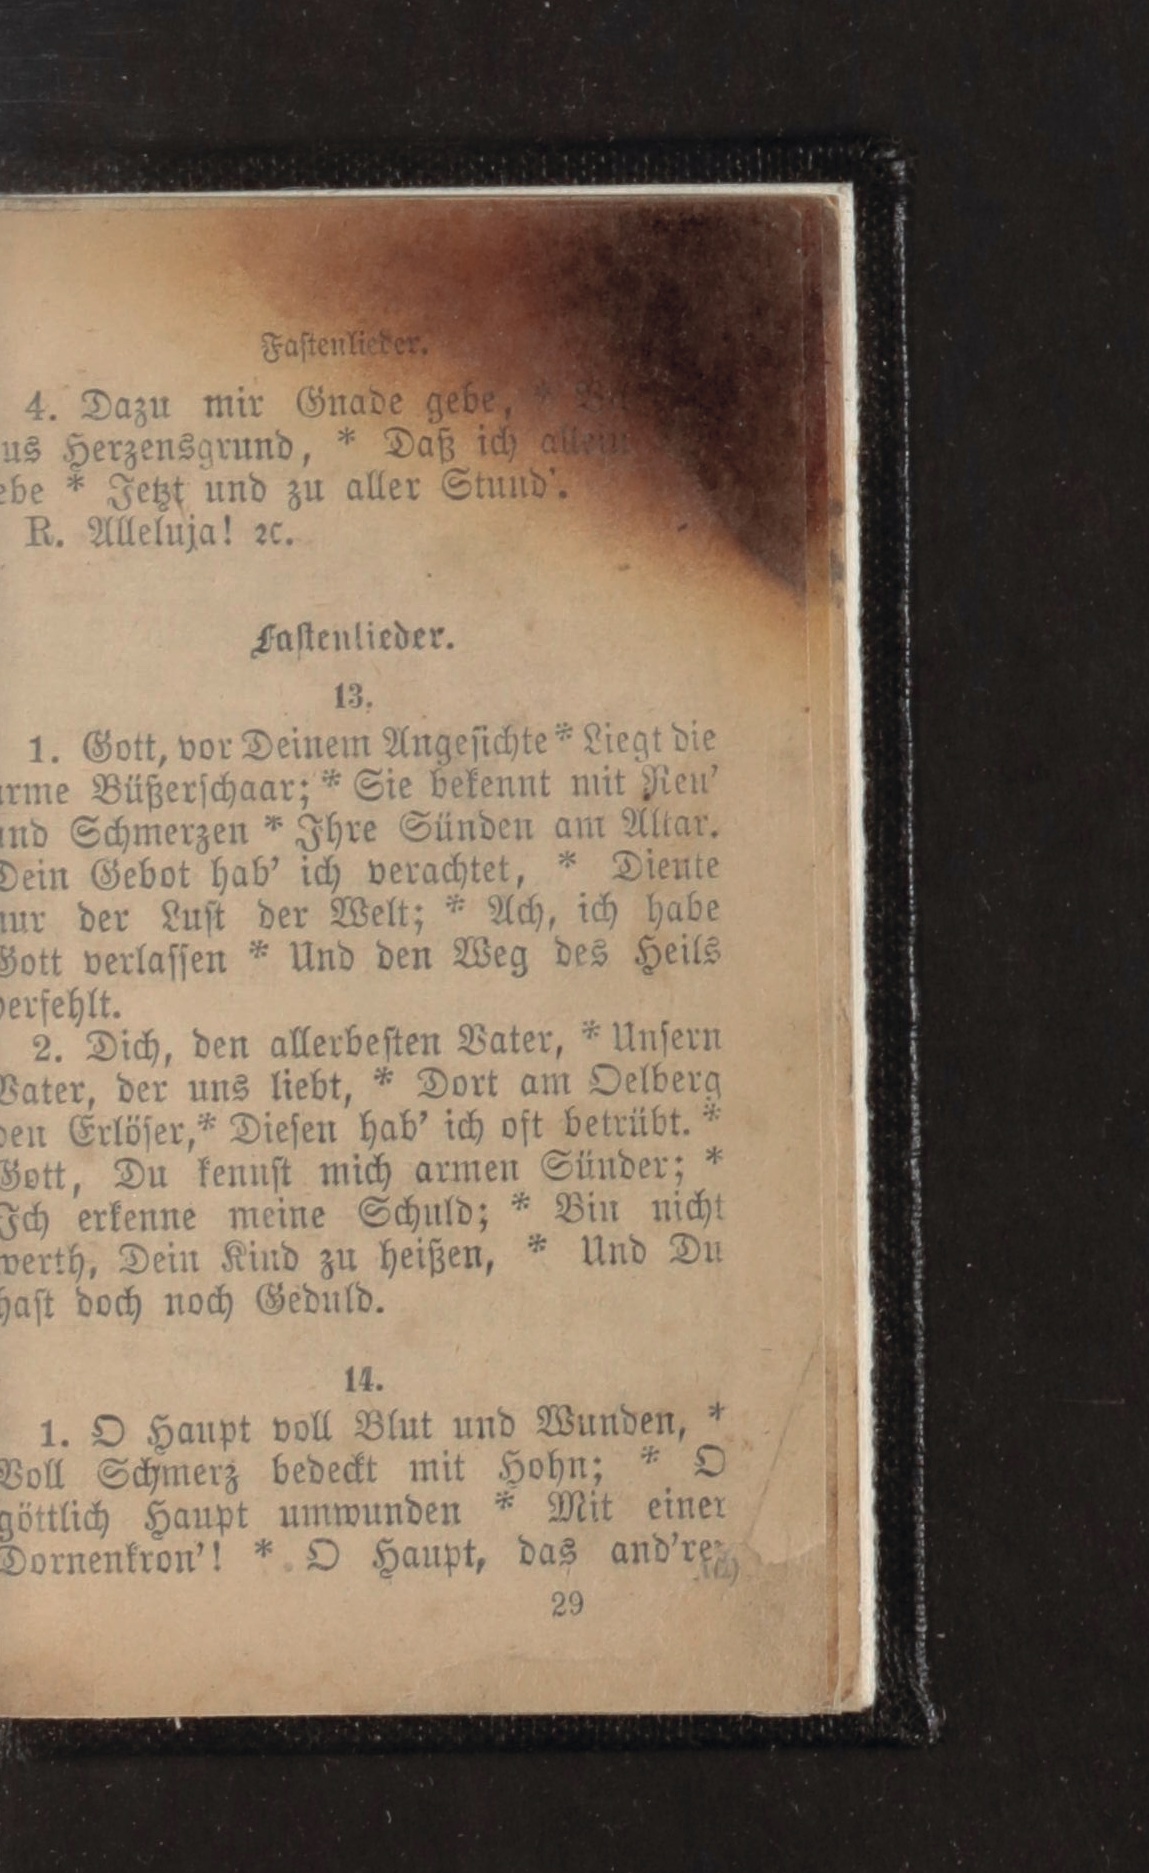 Fastenlieder.
4. Dazu mir Gnade gebe, *
us Herzensgrund, * Daß ich allein
ebe * Jetzt und zu aller Stund'.
R. Alleluja! ꝛc.
Fastenlieder.
13.
1. Gott, vor Deinem Angesichte * Liegt die
rme Büßerschaar; * Sie bekennt mit Reu'
und Schmerzen * Ihre Sünden am Altar.
Dein Gebot hab' ich verachtet, * Diente
nur der Lust der Welt; * Ach, ich habe
Gott verlassen * Und den Weg des Heils
verfehlt.
2. Dich, den allerbesten Vater, * Unsern
Vater, der uns liebt, * Dort am Oelberg
den Erlöser,* Diesen hab' ich oft betrübt. *
Gott, Du kennst mich armen Sünder; *
Ich erkenne meine Schuld; * Bin nicht
werth, Dein Kind zu heißen, * Und Du
hast doch noch Geduld.
14.
1. O Haupt voll Blut und Wunden, *
Voll Schmerz bedeckt mit Hohn; * O
göttlich Haupt umwunden * Mit einer
Dornenkron'! * O Haupt, das and'rer
29